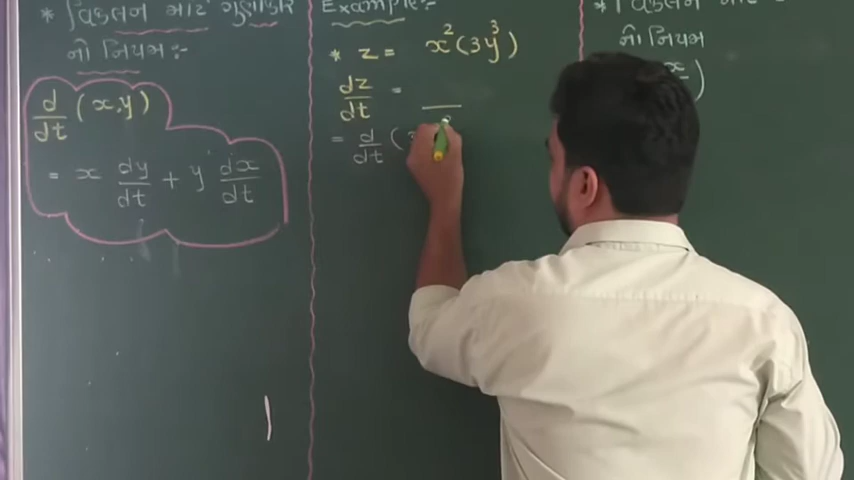 * વિકલન માટે ગુણાકાર
નો નિયમ :-
d/dt (x,y)
= x dy/dt + y dx/dt
Example:-
* z = x²(3y³)
dz/dt =
= d/dt (
*
નો નિયમ
x
)